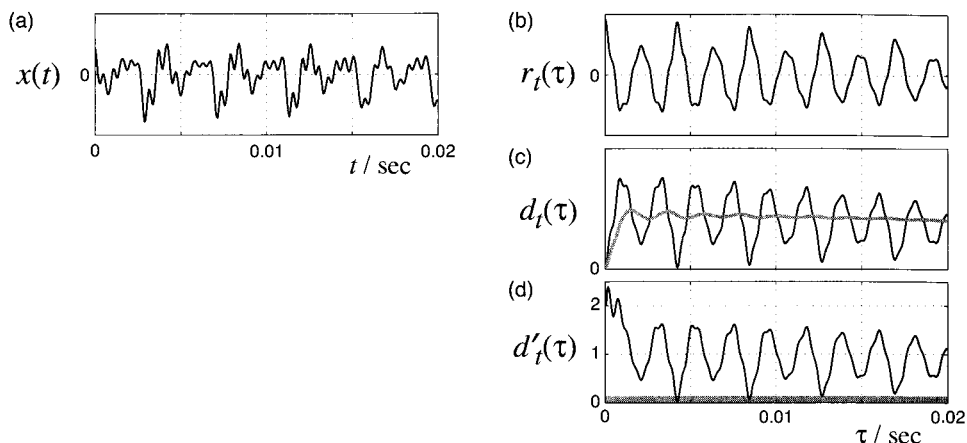 (a)
x(t)
0
0
0.01
0.02
t / sec
(b)
r_t(τ)
0
(c)
d_t(τ)
0
(d)
d'_t(τ)
2
1
0
0
0.01
0.02
τ / sec